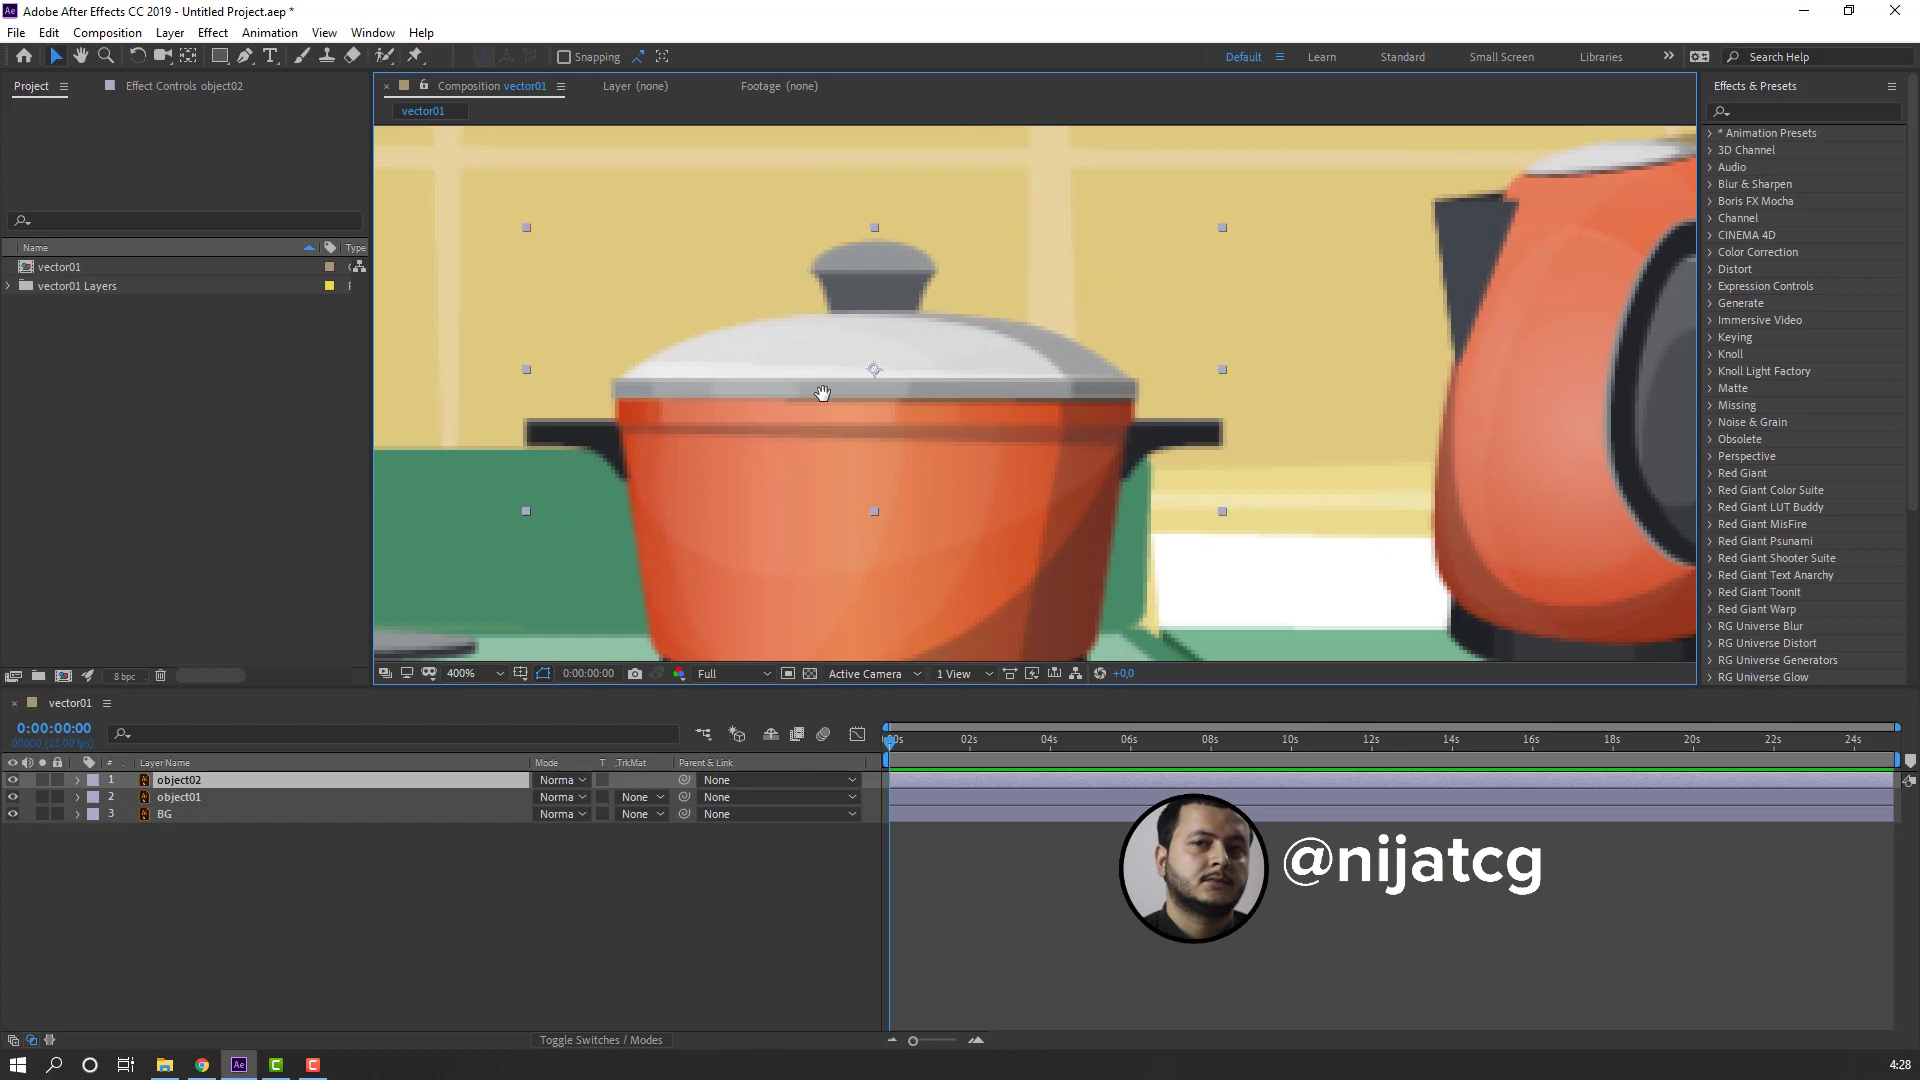 Adobe After Effects CC 2019 - Untitled Project.aep *
File Edit Composition Layer Effect Animation View Window Help
Snapping
Default Learn Standard Small Screen Libraries Search Help
Project Effect Controls object02
Composition vector01 Layer (none) Footage (none)
vector01
Effects & Presets
* Animation Presets
3D Channel
Audio
Blur & Sharpen
Boris FX Mocha
Channel
CINEMA 4D
Color Correction
Distort
Expression Controls
Generate
Immersive Video
Keying
Knoll
Knoll Light Factory
Matte
Missing
Noise & Grain
Obsolete
Perspective
Red Giant
Red Giant Color Suite
Red Giant LUT Buddy
Red Giant MisFire
Red Giant Psunami
Red Giant Shooter Suite
Red Giant Text Anarchy
Red Giant ToonIt
Red Giant Warp
RG Universe Blur
RG Universe Distort
RG Universe Generators
RG Universe Glow
Name Type
vector01
vector01 Layers
8 bpc
400% 0:00:00:00 Full Active Camera 1 View +0,0
vector01
0:00:00:00
00000 (25.00 fps)
02s 04s 06s 08s 10s 12s 14s 16s 18s 20s 22s 24s
# Layer Name Mode T .TrkMat Parent & Link
1 object02 Norma None
2 object01 Norma None None
3 BG Norma None None
@nijatcg
Toggle Switches / Modes
Ae
4:28